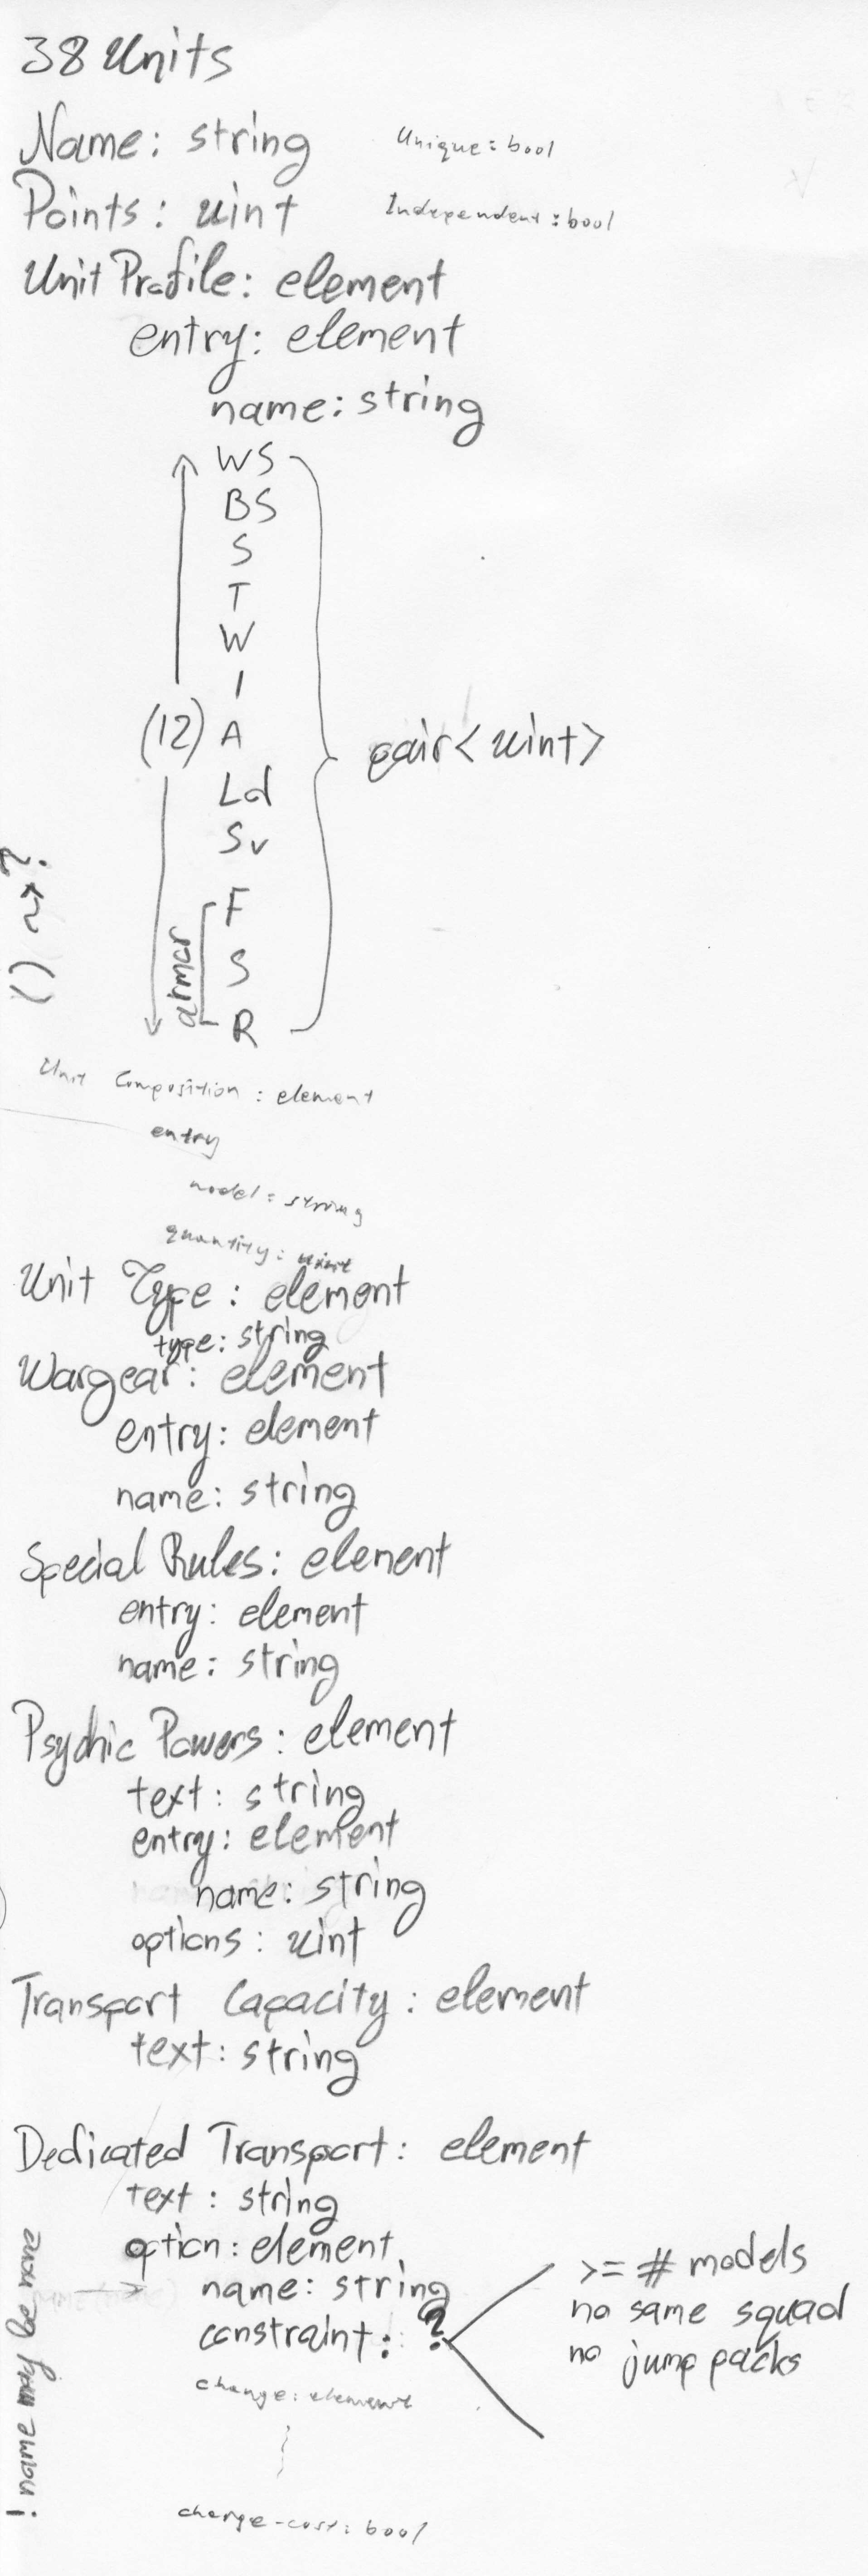 38 Units
Name: string
Unique: bool
Points: uint
Independent: bool
Unit Profile: element
entry: element
name: string
WS
BS
S
T
W
I
(12) A
pair<uint>
Ld
Sv
F
armor
S
R
() ~>?
Unit Composition: element
entry
model: string
quantity: uint
Unit Type: element
type: string
Wargear: element
entry: element
name: string
Special Rules: element
entry: element
name: string
Psychic Powers: element
text: string
entry: element
name: string
options: uint
Transport Capacity: element
text: string
Dedicated Transport: element
text: string
option: element
name: string
constraint: ?
>= # models
no same squad
no jump packs
change: element
change-cost: bool
! name may be none